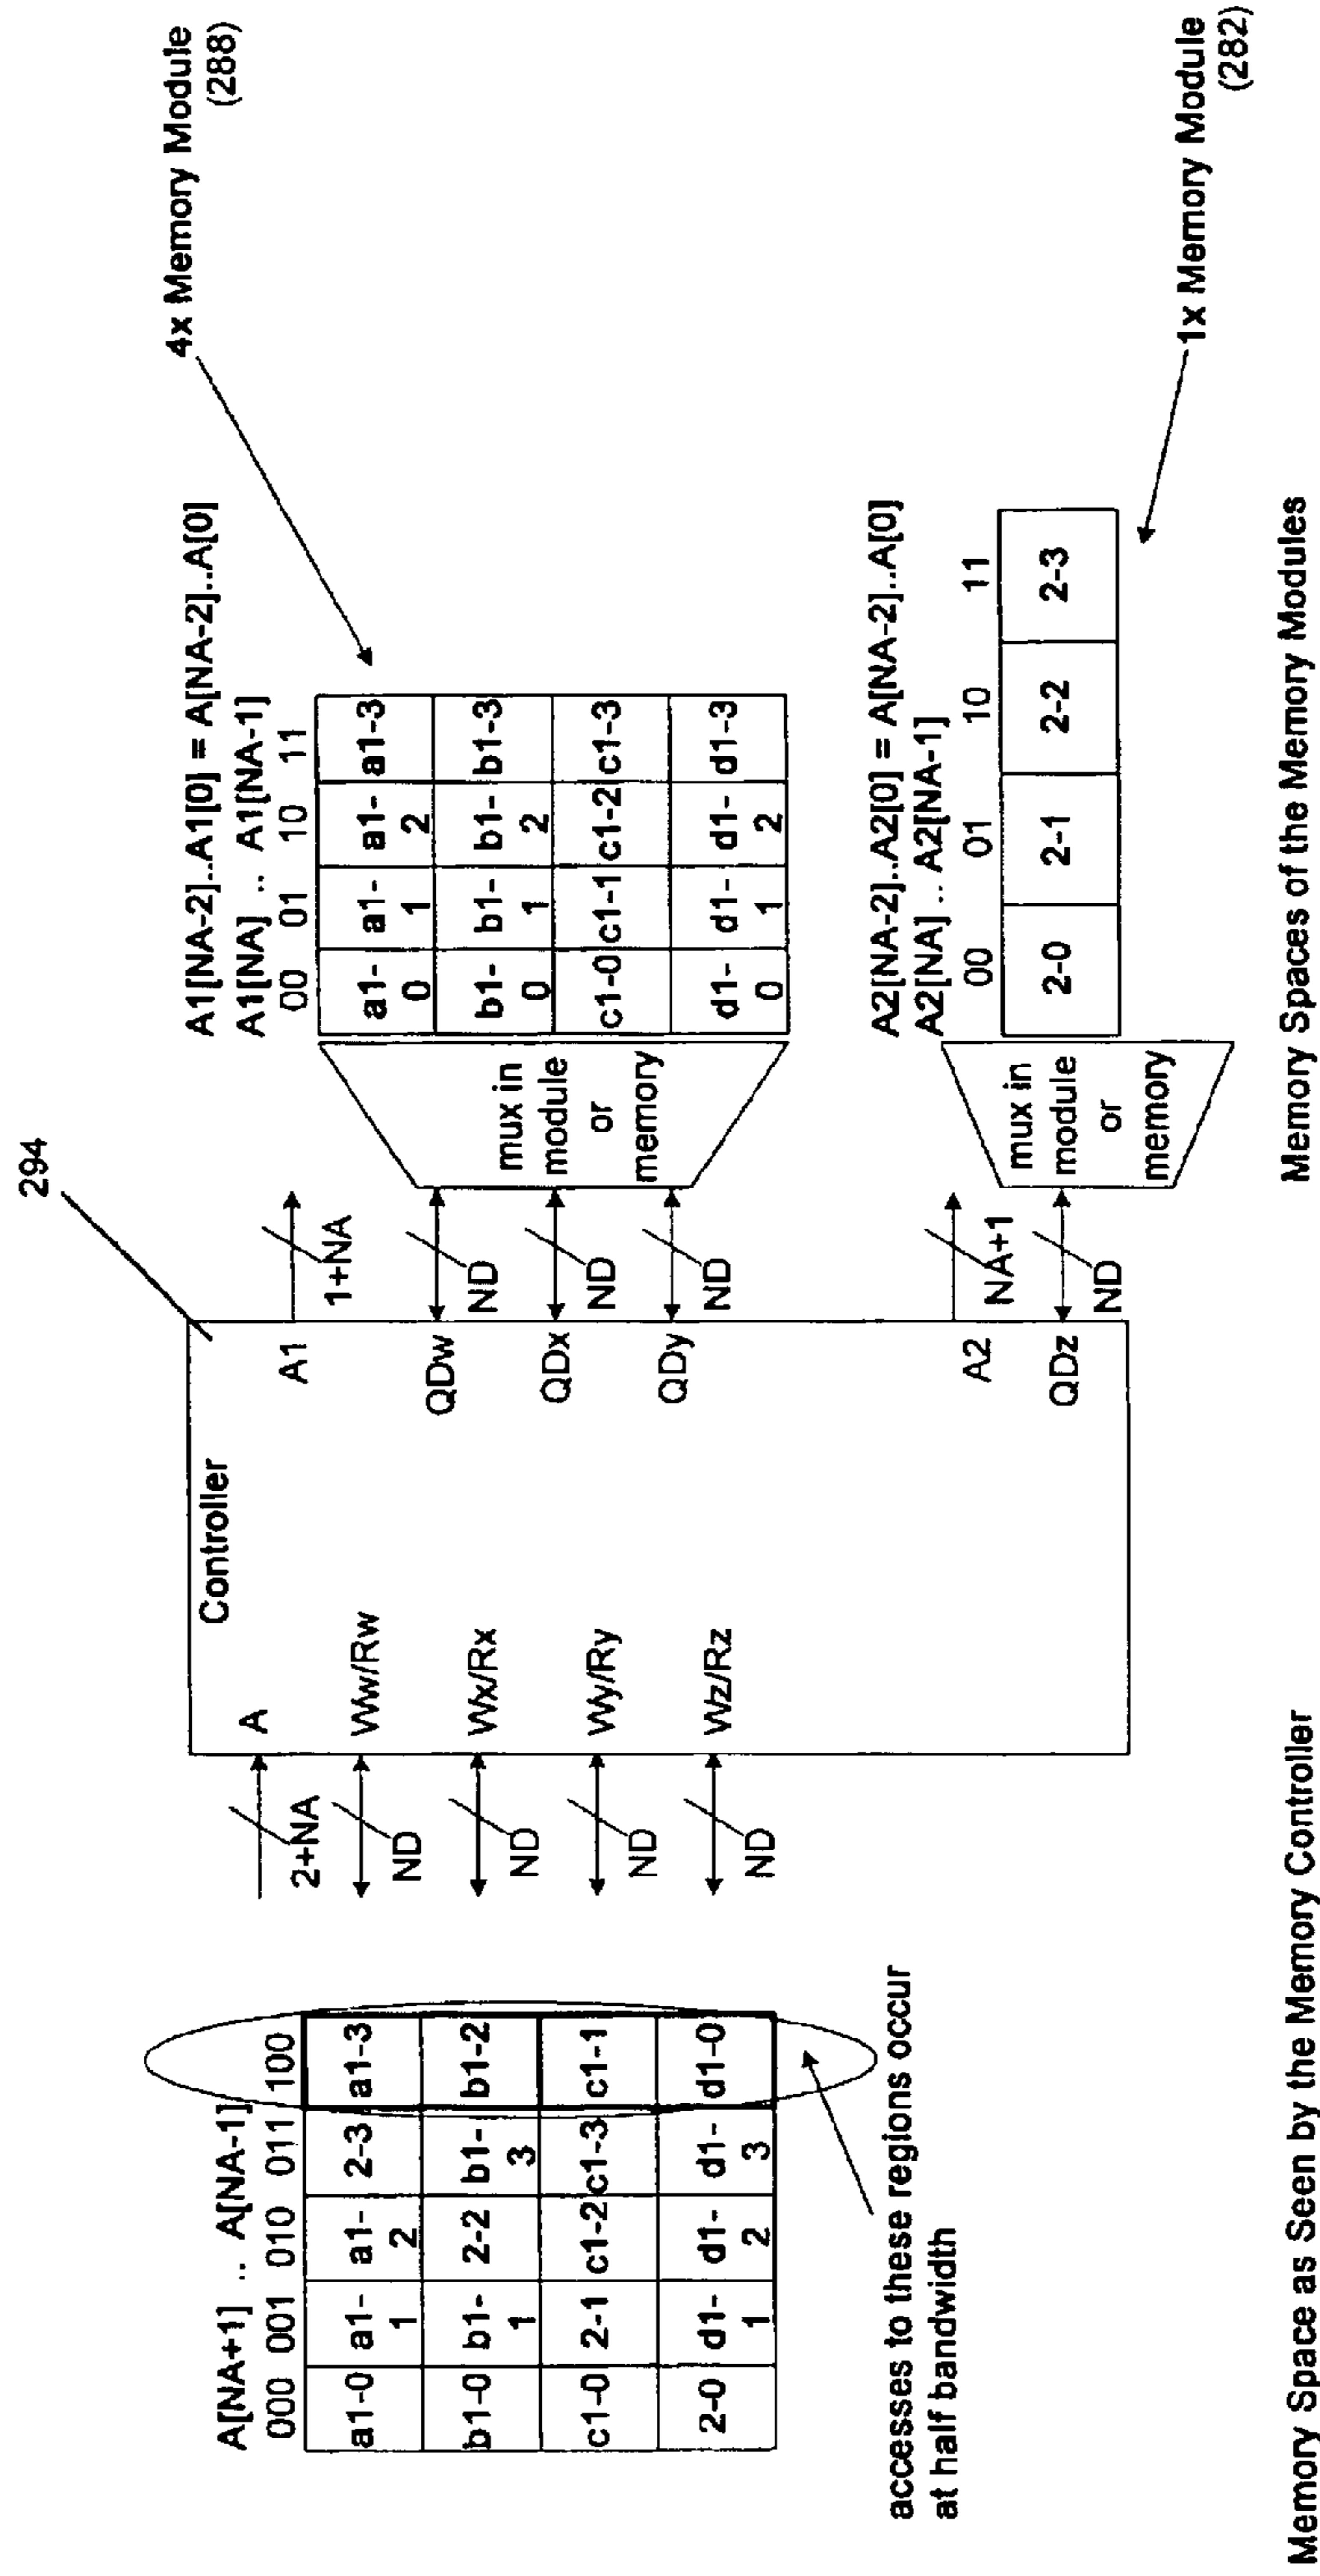 294
4x Memory Module
(288)
A[NA+1] .. A[NA-1]
000 001 010 011 100
a1-0 a1-1 a1-2 2-3 a1-3
b1-0 b1-1 2-2 b1-3 b1-2
c1-0 2-1 c1-2 c1-3 c1-1
2-0 d1-1 d1-2 d1-3 d1-0
accesses to these regions occur
at half bandwidth
2+NA
ND
ND
ND
ND
Controller
A
Ww/Rw
Wx/Rx
Wy/Ry
Wz/Rz
A1
QDw
QDx
QDy
A2
QDz
1+NA
ND
ND
ND
NA+1
ND
mux in
module
or
memory
A1[NA-2]..A1[0] = A[NA-2]..A[0]
A1[NA] .. A1[NA-1]
00 01 10 11
a1-0 a1-1 a1-2 a1-3
b1-0 b1-1 b1-2 b1-3
c1-0 c1-1 c1-2 c1-3
d1-0 d1-1 d1-2 d1-3
mux in
module
or
memory
A2[NA-2]..A2[0] = A[NA-2]..A[0]
A2[NA] .. A2[NA-1]
00 01 10 11
2-0 2-1 2-2 2-3
1x Memory Module
(282)
Memory Space as Seen by the Memory Controller
Memory Spaces of the Memory Modules